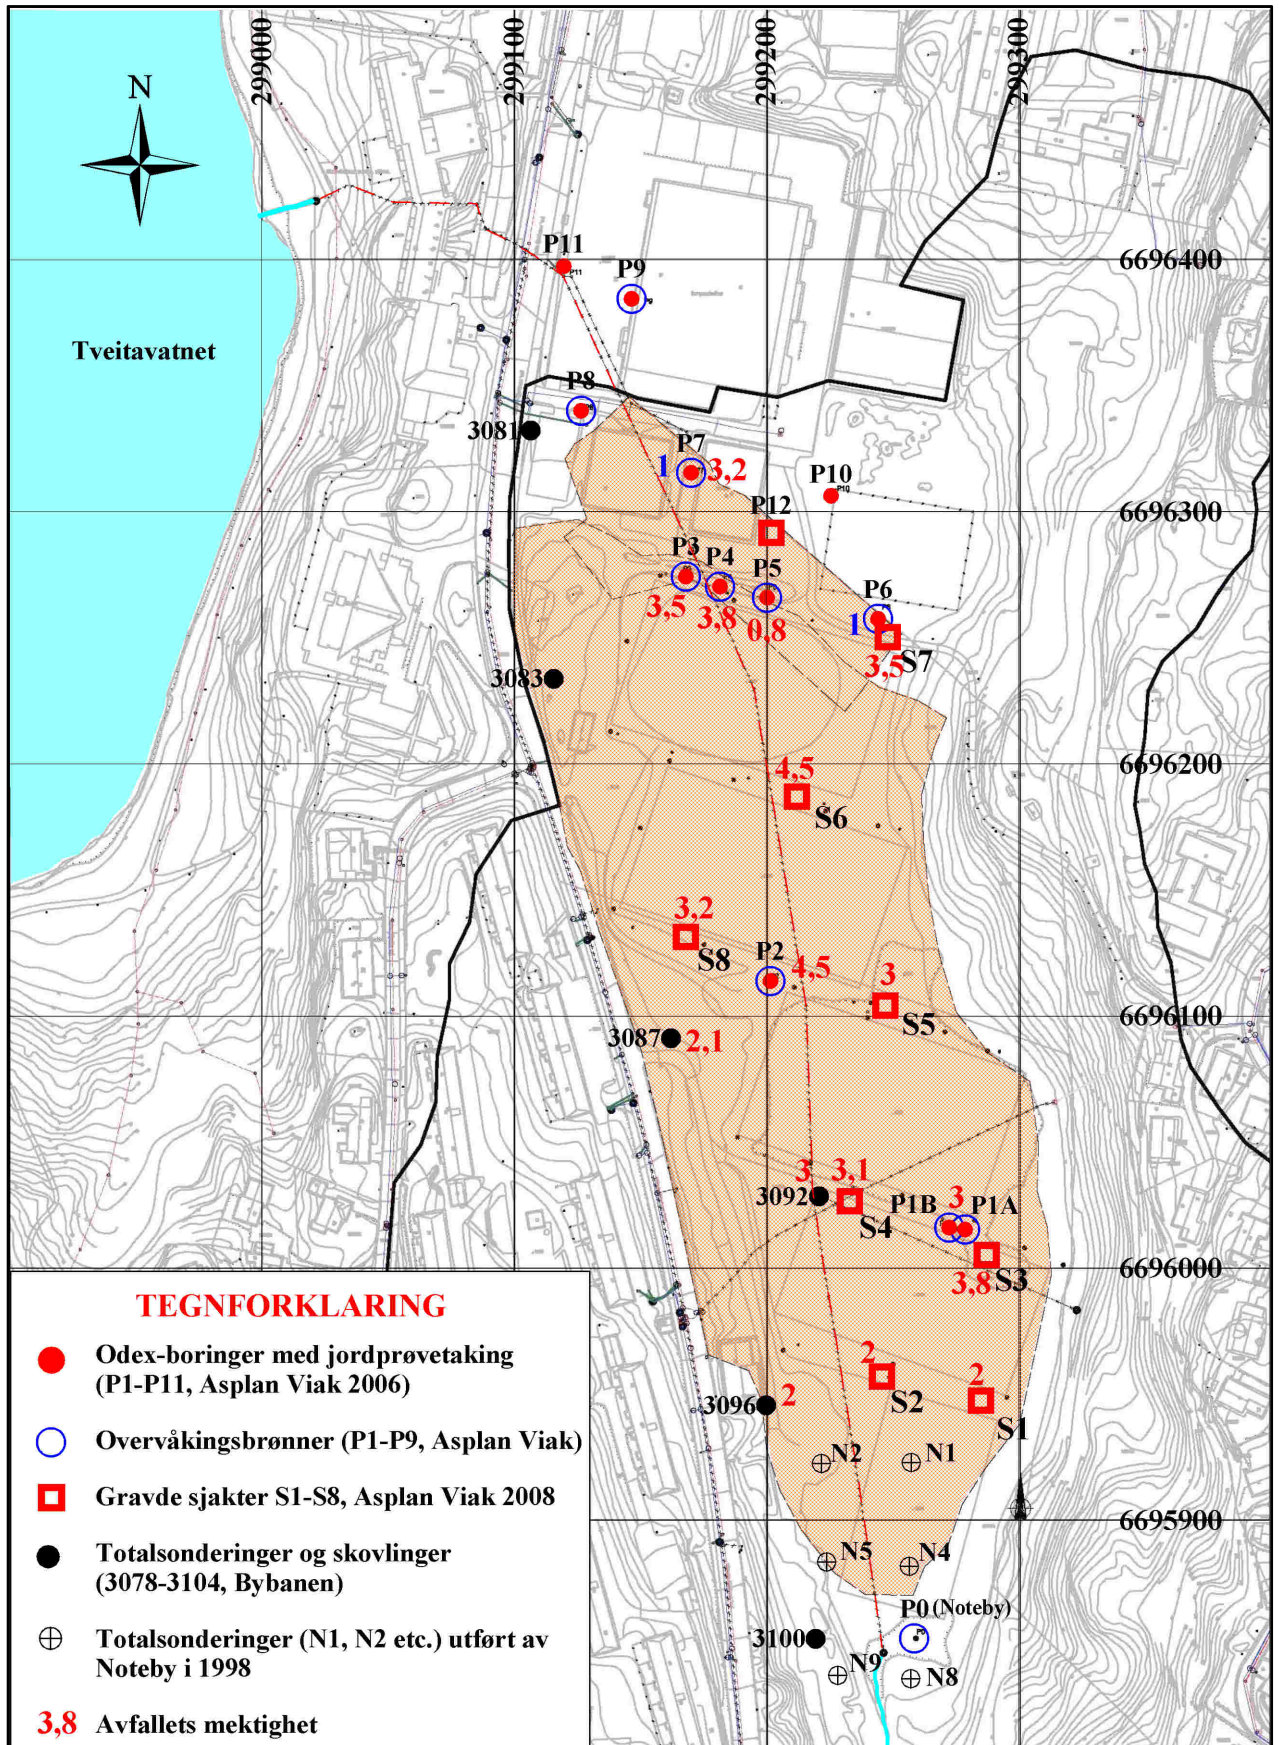 299000
299100
299200
299300
N
P11
P9
6696400
Tveitavatnet
P8
3081
P7
1
3,2
P10
P12
6696300
P3
P4
P5
P6
3,5
3,8
0,8
1
3,5
S7
3083
4,5
6696200
S6
3,2
S8
P2
4,5
3
S5
6696100
3087
2,1
3
3,1
3092
S4
P1B
3
P1A
S3
3,8
6696000
2
S2
2
S1
3096
2
N2
N1
6695900
N5
N4
P0 (Noteby)
3100
N9
N8
TEGNFORKLARING
Odex-boringer med jordprøvetaking
(P1-P11, Asplan Viak 2006)
Overvåkingsbrønner (P1-P9, Asplan Viak)
Gravde sjakter S1-S8, Asplan Viak 2008
Totalsonderinger og skovlinger
(3078-3104, Bybanen)
Totalsonderinger (N1, N2 etc.) utført av
Noteby i 1998
3,8 Avfallets mektighet